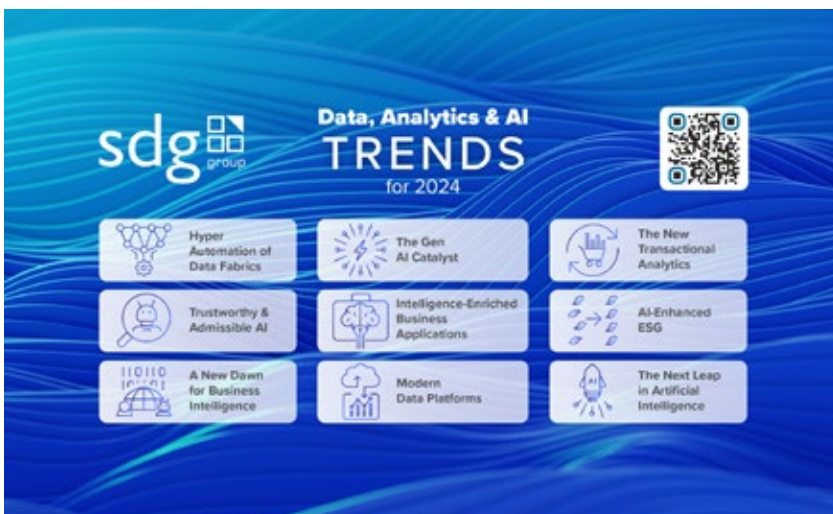 sdg
group
Data, Analytics & AI
TRENDS
for 2024
Hyper
Automation of
Data Fabrics
The Gen
AI Catalyst
The New
Transactional
Analytics
Trustworthy &
Admissible AI
Intelligence-Enriched
Business
Applications
AI-Enhanced
ESG
110110
A New Dawn
for Business
Intelligence
Modern
Data Platforms
AI
The Next Leap
in Artificial
Intelligence